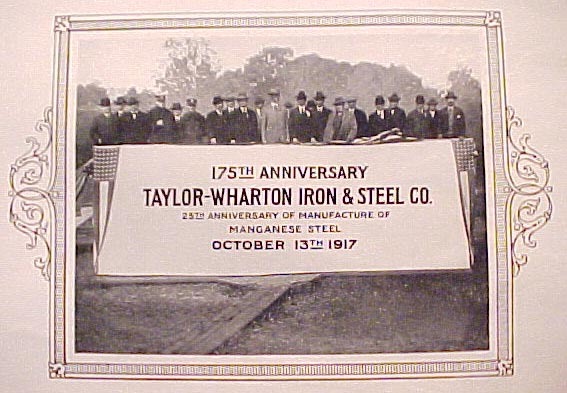 175TH ANNIVERSARY
TAYLOR-WHARTON IRON & STEEL CO.
25TH ANNIVERSARY OF MANUFACTURE OF
MANGANESE STEEL
OCTOBER 13TH 1917